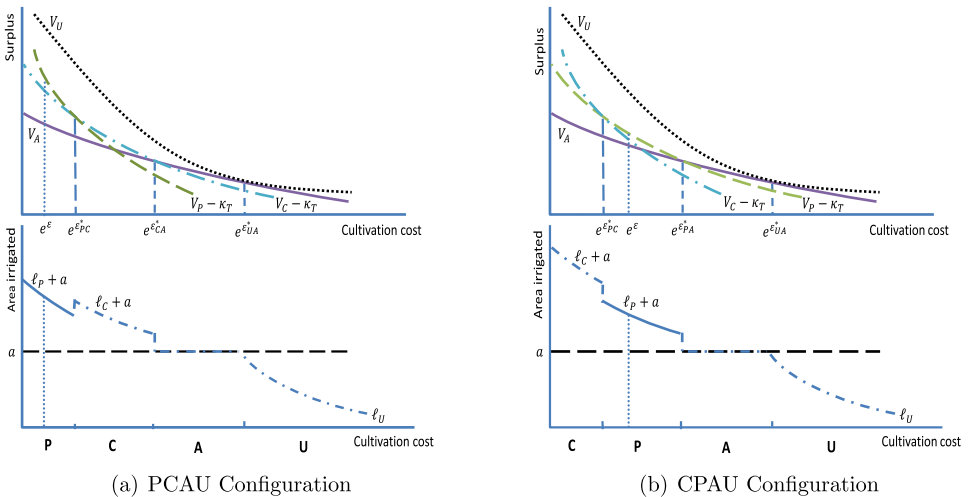 Surplus
V_U
V_A
V_P − κ_T
V_C − κ_T
e^ε
e^{ε*_PC}
e^{ε*_CA}
e^{ε*_UA}
Cultivation cost
Area irrigated
ℓ_P + a
ℓ_C + a
a
ℓ_U
Cultivation cost
P C A U
(a) PCAU Configuration
Surplus
V_U
V_A
V_C − κ_T
V_P − κ_T
e^{ε*_PC}
e^ε
e^{ε*_PA}
e^{ε*_UA}
Cultivation cost
Area irrigated
ℓ_C + a
ℓ_P + a
a
ℓ_U
Cultivation cost
C P A U
(b) CPAU Configuration